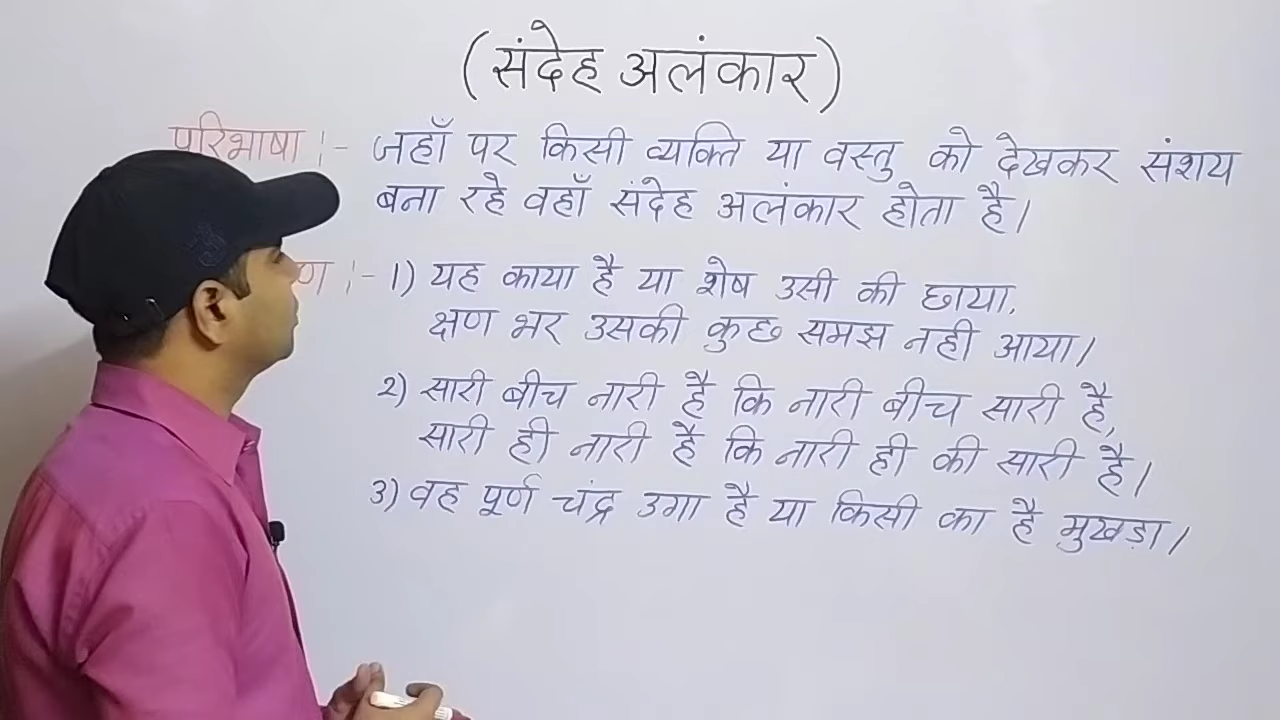 (संदेह अलंकार)
परिभाषा :- जहाँ पर किसी व्यक्ति या वस्तु को देखकर संशय
बना रहे वहाँ संदेह अलंकार होता है।
:- 1) यह काया है या शेष उसी की छाया,
क्षण भर उसकी कुछ समझ नही आया।
2) सारी बीच नारी है कि नारी बीच सारी है,
सारी ही नारी है कि नारी ही की सारी है।
3) वह पूर्ण चंद्र उगा है या किसी का है मुखड़ा।